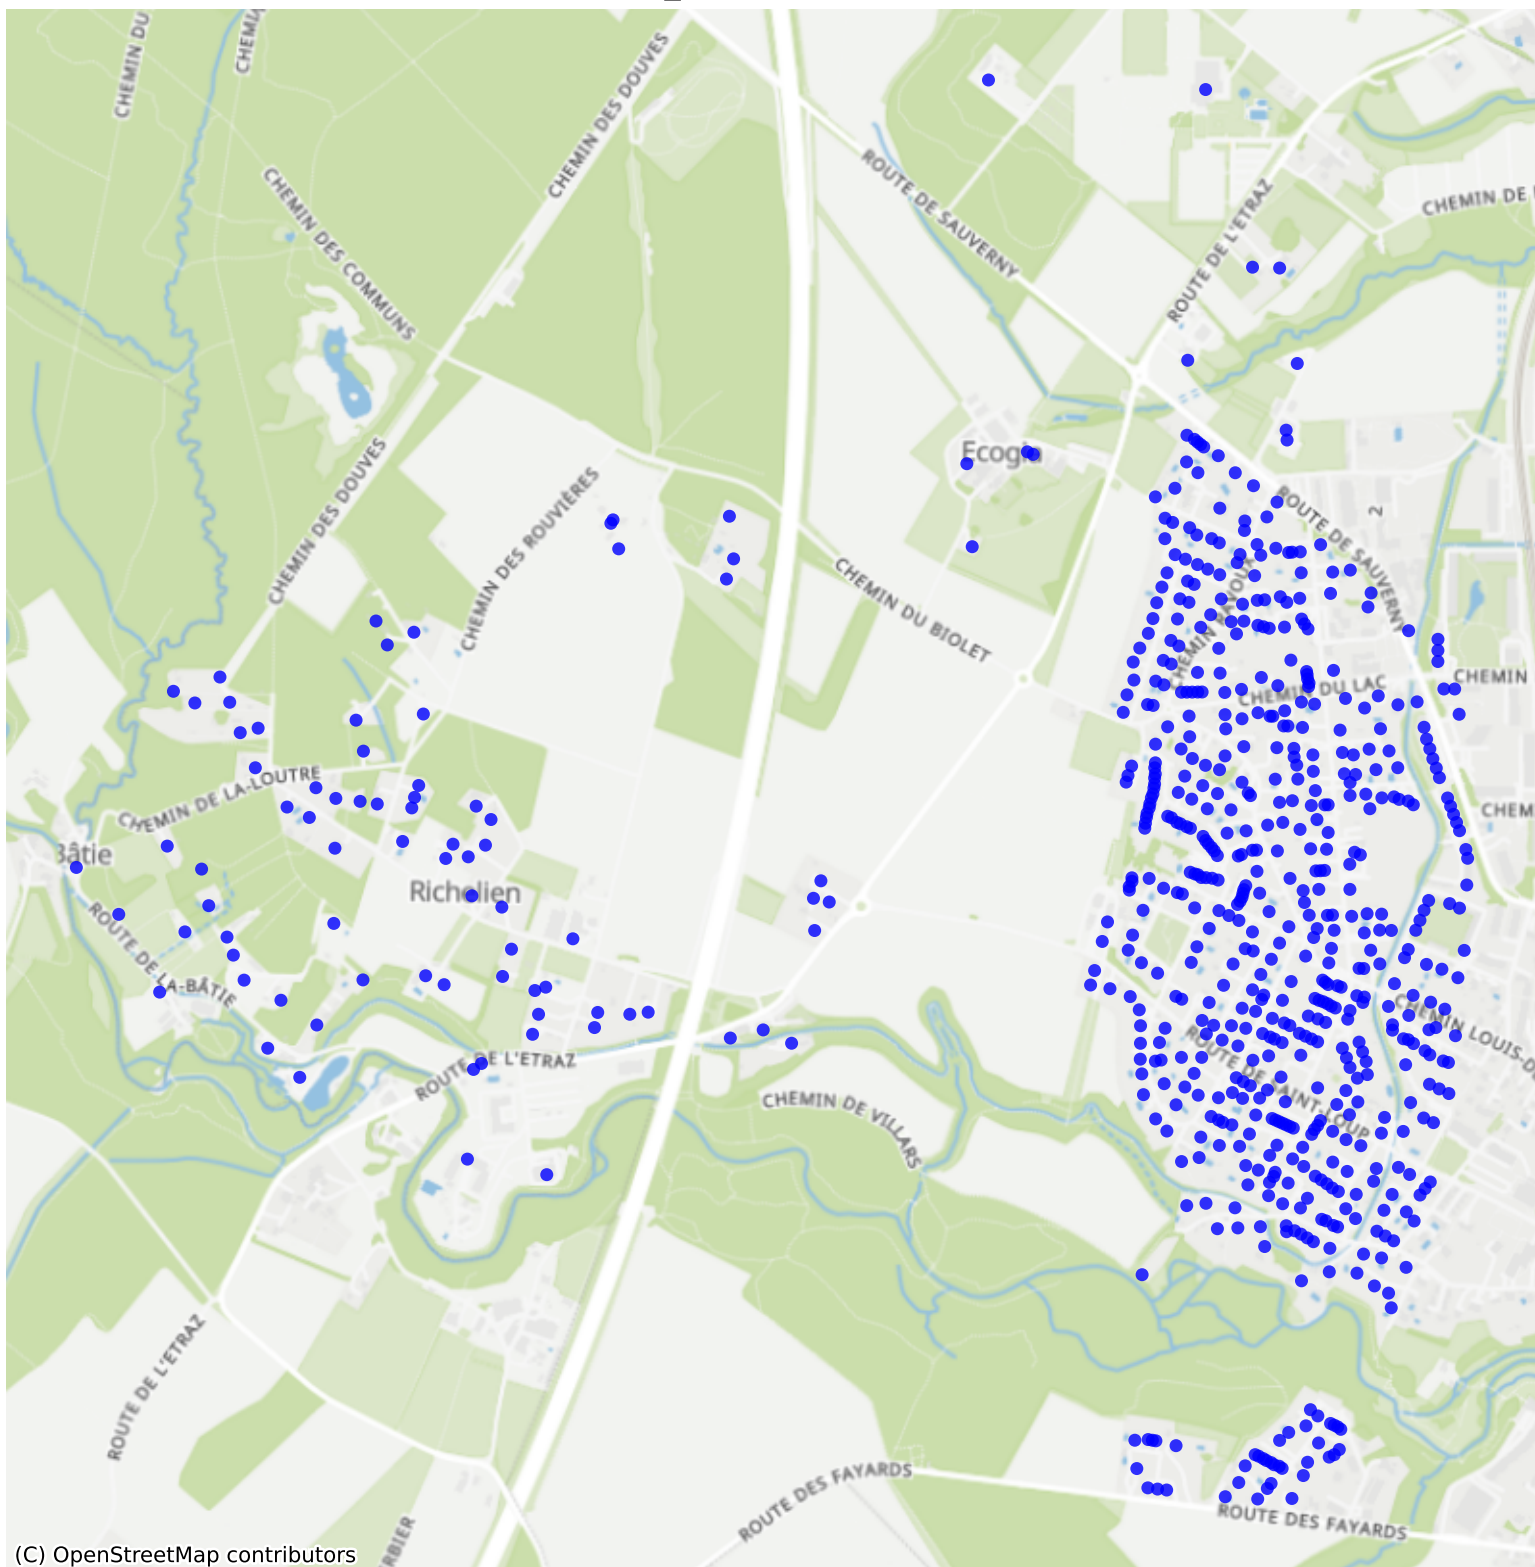 CHEMIN DU
CHEMIN DES DOUVES
CHEMIN DES COMMUNS
ROUTE DE SAUVERNY
ROUTE DE L'ETRAZ
CHEMIN DE
Ecogia
CHEMIN DES DOUVES
CHEMIN DES ROUVIÈRES
ROUTE DE SAUVERNY
2
CHEMIN DU BIOLET
CHEMIN
CHEMIN DU LAC
CHEMIN DE LA-LOUTRE
CHEM
Bâtie
Richelien
ROUTE DE LA-BÂTIE
CHEMIN LOUIS-D
ROUTE DE L'ETRAZ
ROUTE DE SAINT-LOUP
CHEMIN DE VILLARS
ROUTE DE L'ETRAZ
ROUTE DES FAYARDS
ROUTE DES FAYARDS
RBIER
(C) OpenStreetMap contributors